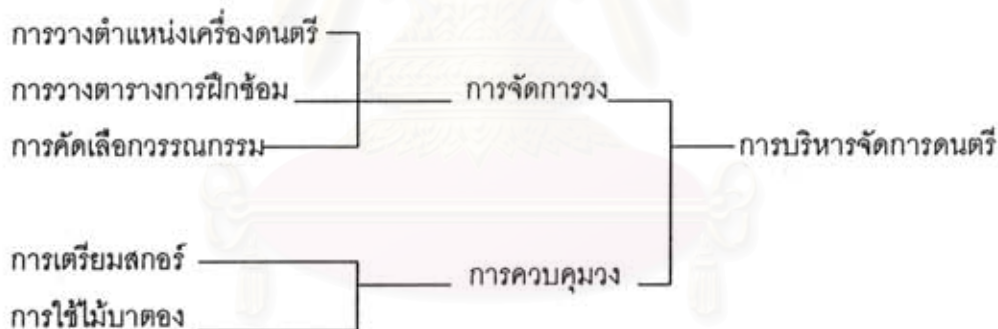 การวางตำแหน่งเครื่องดนตรี
การวางตารางการฝึกซ้อม
การจัดการวง
การคัดเลือกวรรณกรรม
การบริหารจัดการดนตรี
การเตรียมสกอร์
การควบคุมวง
การใช้ไม้บาตอง